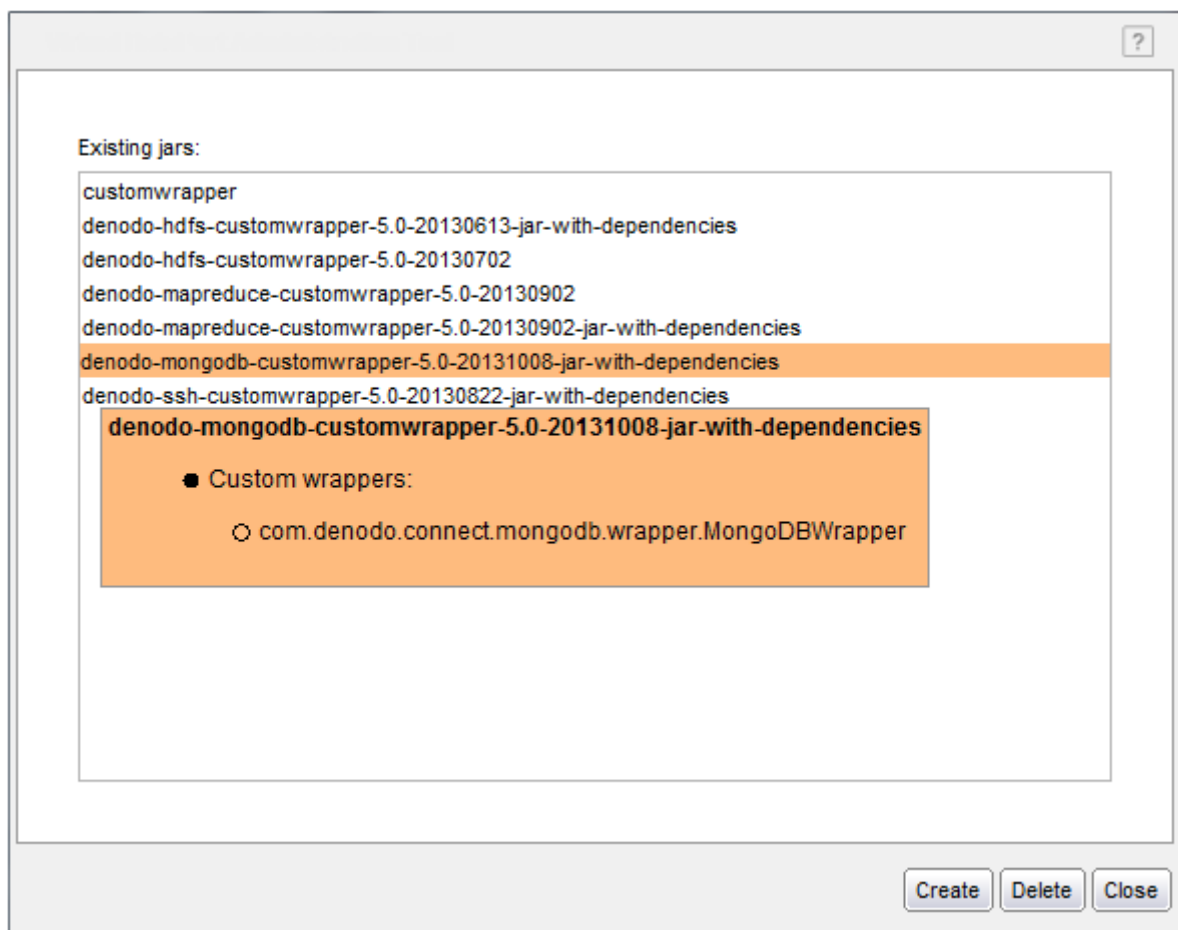 ?
Existing jars:
customwrapper
denodo-hdfs-customwrapper-5.0-20130613-jar-with-dependencies
denodo-hdfs-customwrapper-5.0-20130702
denodo-mapreduce-customwrapper-5.0-20130902
denodo-mapreduce-customwrapper-5.0-20130902-jar-with-dependencies
denodo-mongodb-customwrapper-5.0-20131008-jar-with-dependencies
denodo-ssh-customwrapper-5.0-20130822-jar-with-dependencies
denodo-mongodb-customwrapper-5.0-20131008-jar-with-dependencies
Custom wrappers:
com.denodo.connect.mongodb.wrapper.MongoDBWrapper
Create Delete Close